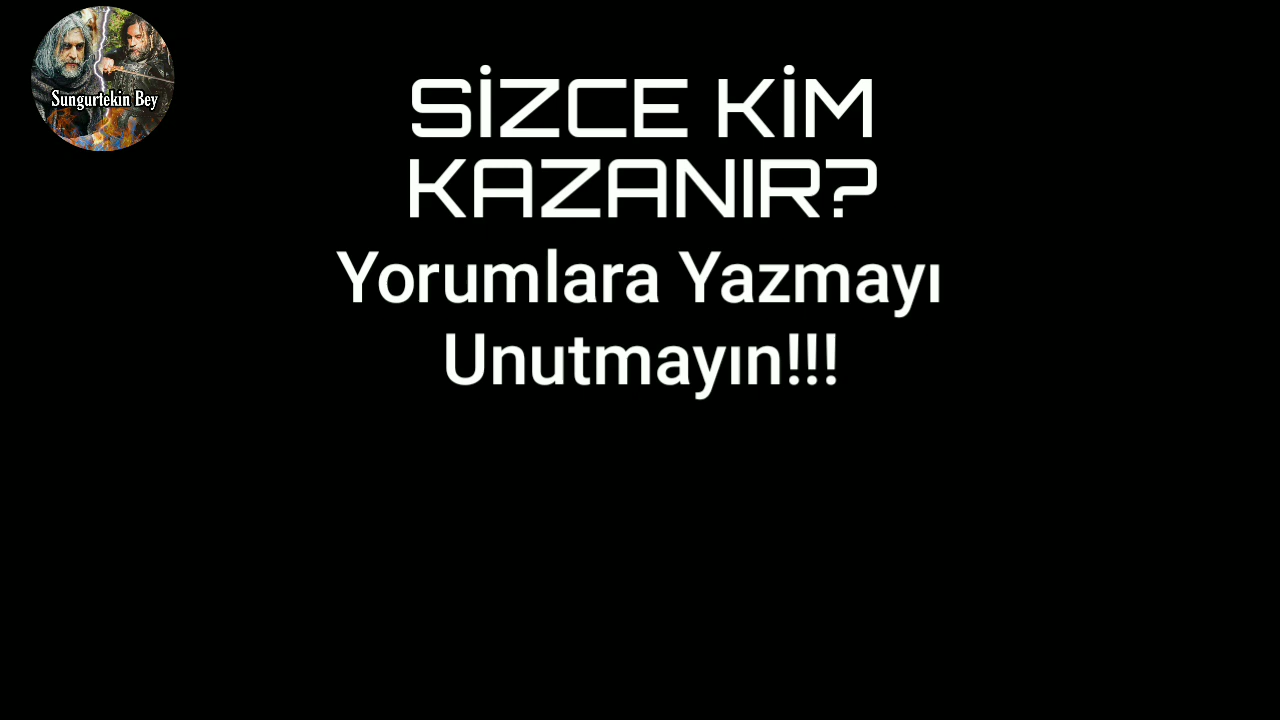 Sungurtekin Bey
SİZCE KİM
KAZANIR?
Yorumlara Yazmayı
Unutmayın!!!